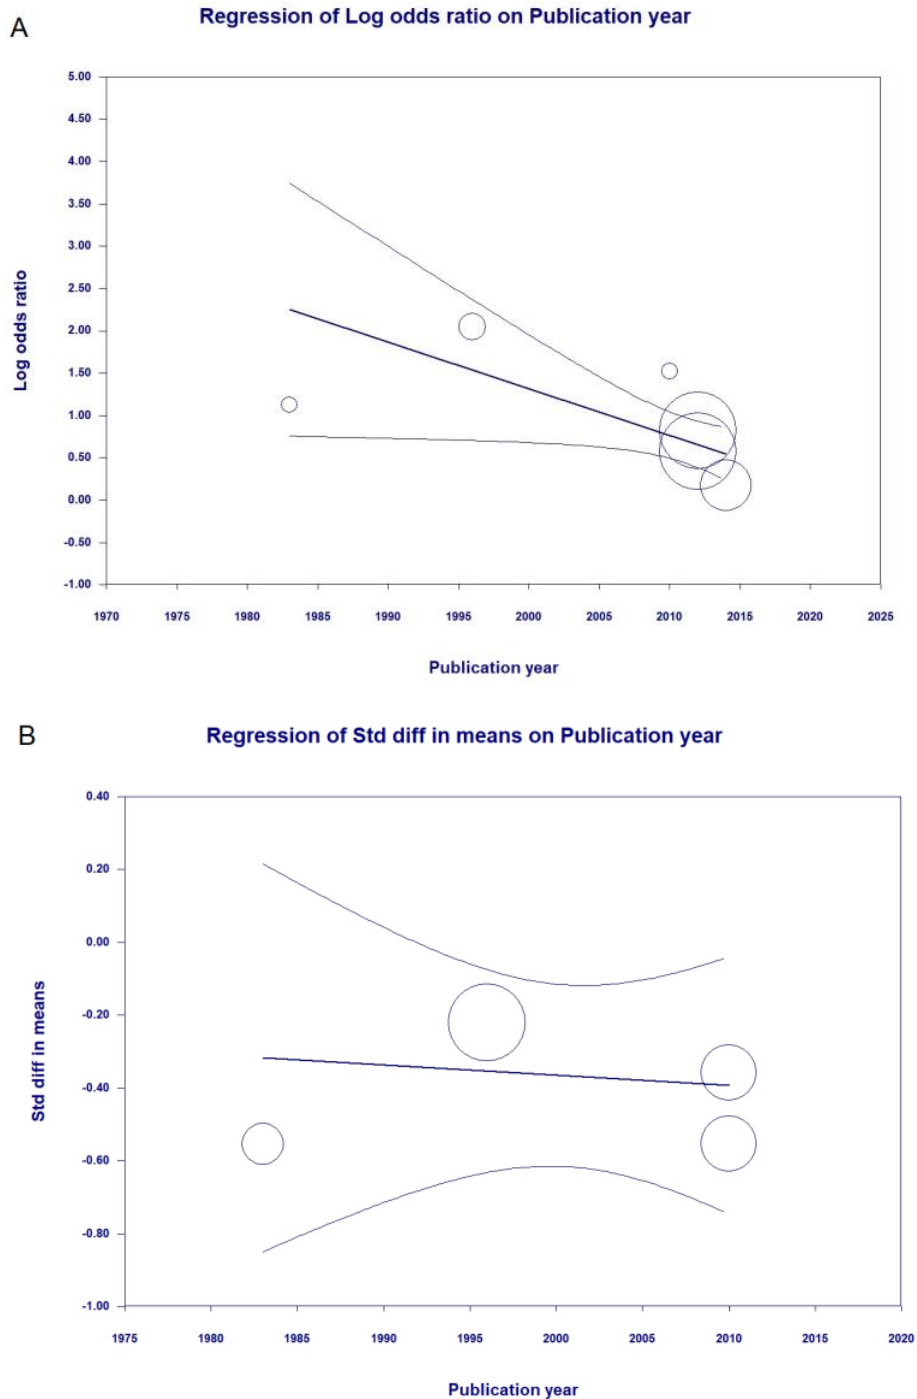 A
Regression of Log odds ratio on Publication year
5.00
4.50
4.00
3.50
3.00
2.50
2.00
1.50
1.00
0.50
0.00
-0.50
-1.00
Log odds ratio
1970 1975 1980 1985 1990 1995 2000 2005 2010 2015 2020 2025
Publication year
B
Regression of Std diff in means on Publication year
0.40
0.20
0.00
-0.20
-0.40
-0.60
-0.80
-1.00
Std diff in means
1975 1980 1985 1990 1995 2000 2005 2010 2015 2020
Publication year